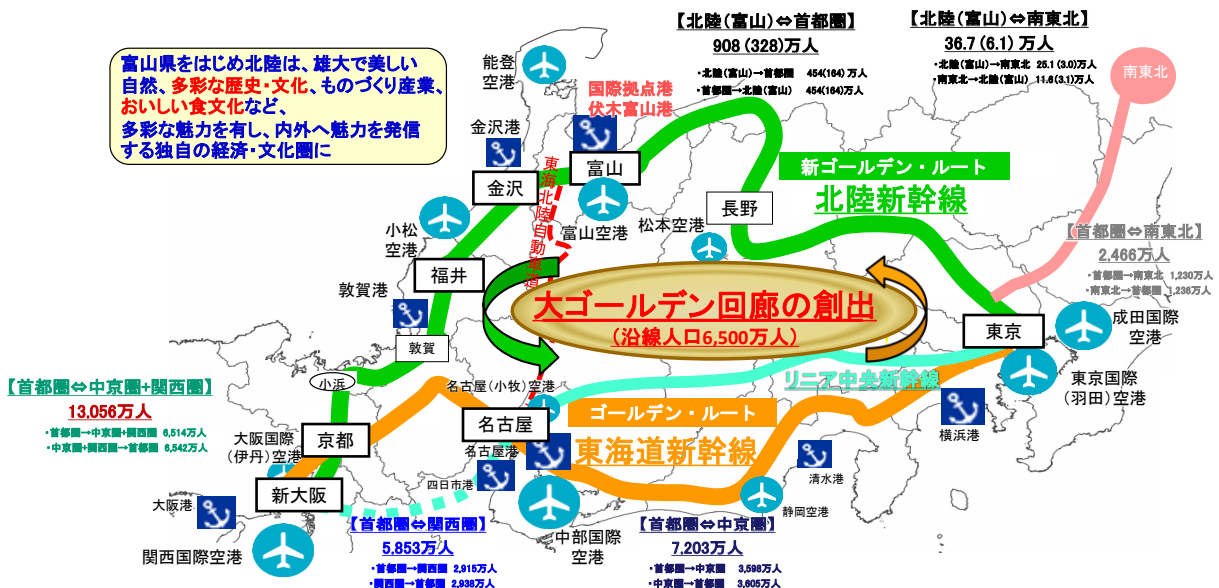 【北陸(富山)⇔首都圏】
908 (328)万人
・北陸(富山)→首都圏 454(164) 万人
・首都圏→北陸(富山) 454(164)万人
【北陸(富山)⇔南東北】
36.7 (6.1) 万人
・北陸(富山)→南東北 25.1 (3.0)万人
・南東北→北陸(富山) 11.6(3.1)万人
富山県をはじめ北陸は、雄大で美しい
自然、多彩な歴史・文化、ものづくり産業、
おいしい食文化など、
多彩な魅力を有し、内外へ魅力を発信
する独自の経済・文化圏に
能登
空港
国際拠点港
伏木富山港
南東北
金沢港
金沢
富山
東海北陸自動車道
富山空港
小松
空港
松本空港
長野
新ゴールデン・ルート
北陸新幹線
【首都圏⇔南東北】
2,466万人
・首都圏→南東北 1,230万人
・南東北→首都圏 1,236万人
福井
敦賀港
敦賀
小浜
大ゴールデン回廊の創出
(沿線人口6,500万人)
東京
成田国際
空港
東京国際
(羽田)空港
横浜港
リニア中央新幹線
【首都圏⇔中京圏+関西圏】
13,056万人
・首都圏→中京圏+関西圏 6,514万人
・中京圏+関西圏→首都圏 6,542万人
名古屋(小牧)空港
名古屋
名古屋港
四日市港
ゴールデン・ルート
東海道新幹線
清水港
静岡空港
大阪国際
(伊丹)空港
京都
新大阪
大阪港
関西国際空港
中部国際
空港
【首都圏⇔関西圏】
5,853万人
・首都圏→関西圏 2,915万人
・関西圏→首都圏 2,938万人
【首都圏⇔中京圏】
7,203万人
・首都圏→中京圏 3,598万人
・中京圏→首都圏 3,605万人